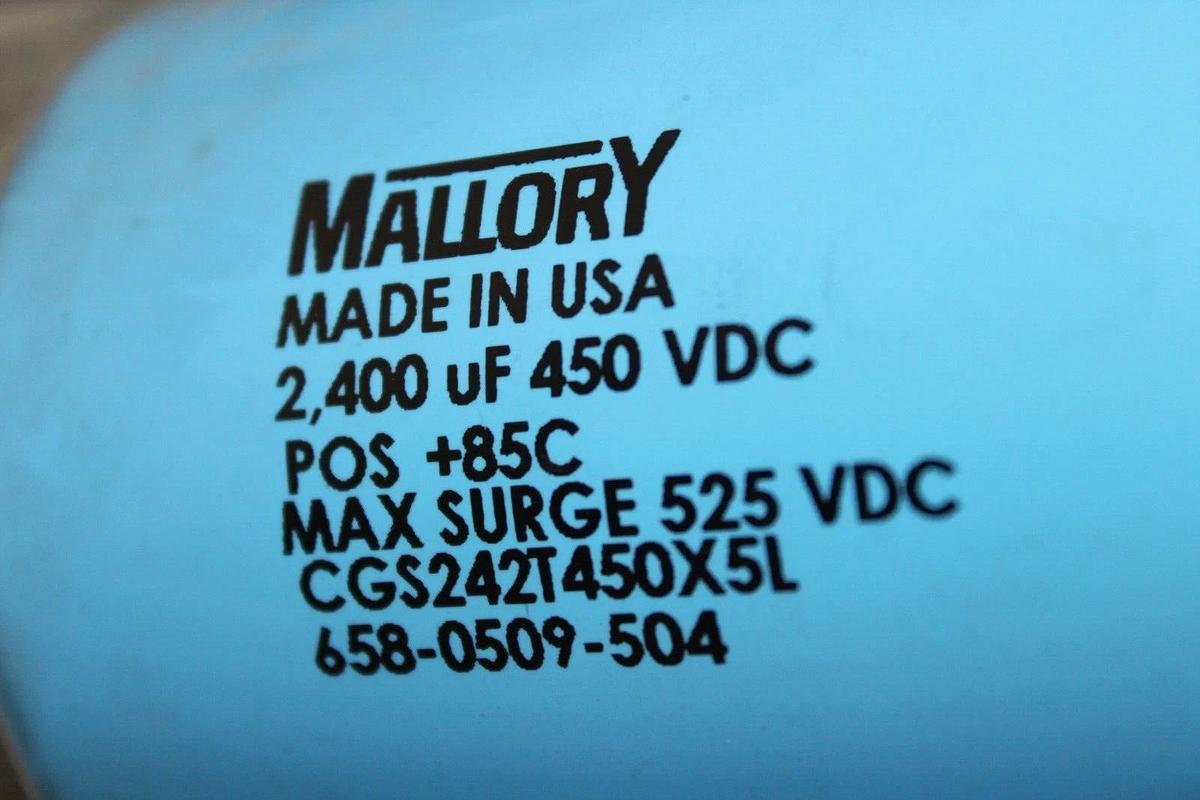 MALLORY
MADE IN USA
2,400 uF 450 VDC
POS +85C
MAX SURGE 525 VDC
CGS242T450X5L
658-0509-504